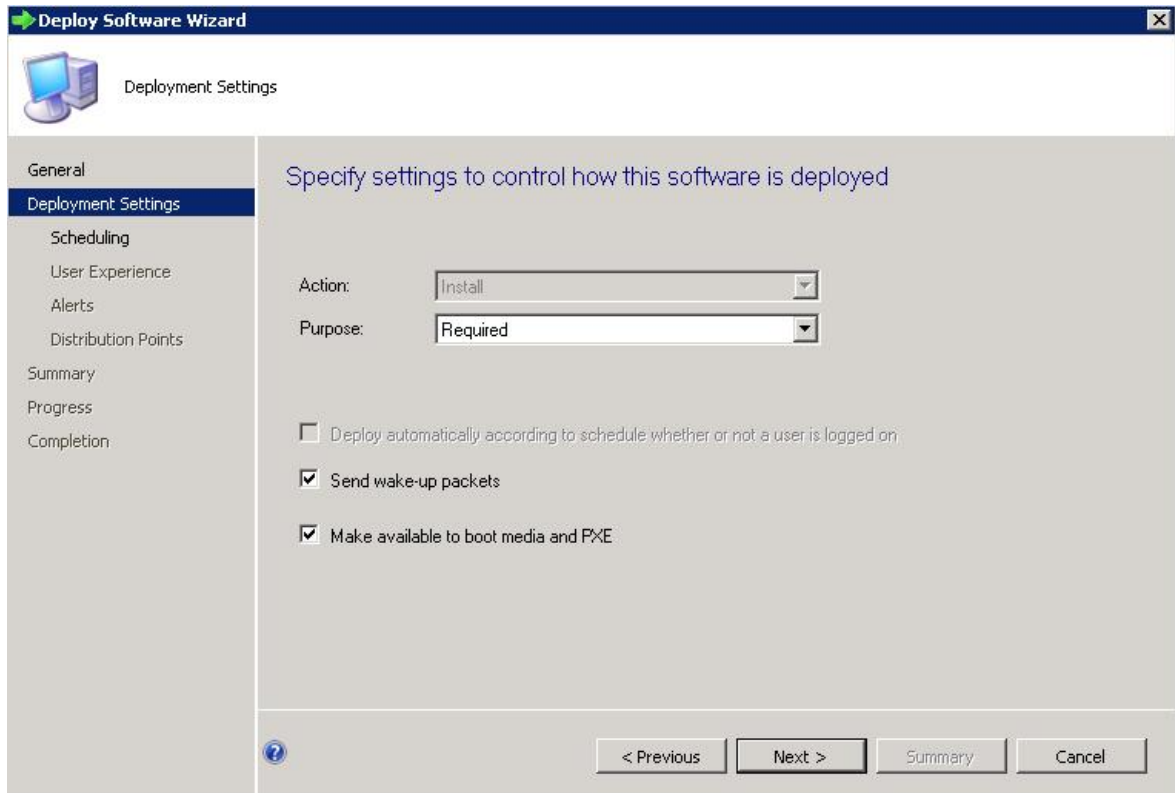 Deploy Software Wizard
Deployment Settings
General
Deployment Settings
Scheduling
User Experience
Alerts
Distribution Points
Summary
Progress
Completion
Specify settings to control how this software is deployed
Action: Install
Purpose: Required
Deploy automatically according to schedule whether or not a user is logged on
Send wake-up packets
Make available to boot media and PXE
< Previous Next > Summary Cancel